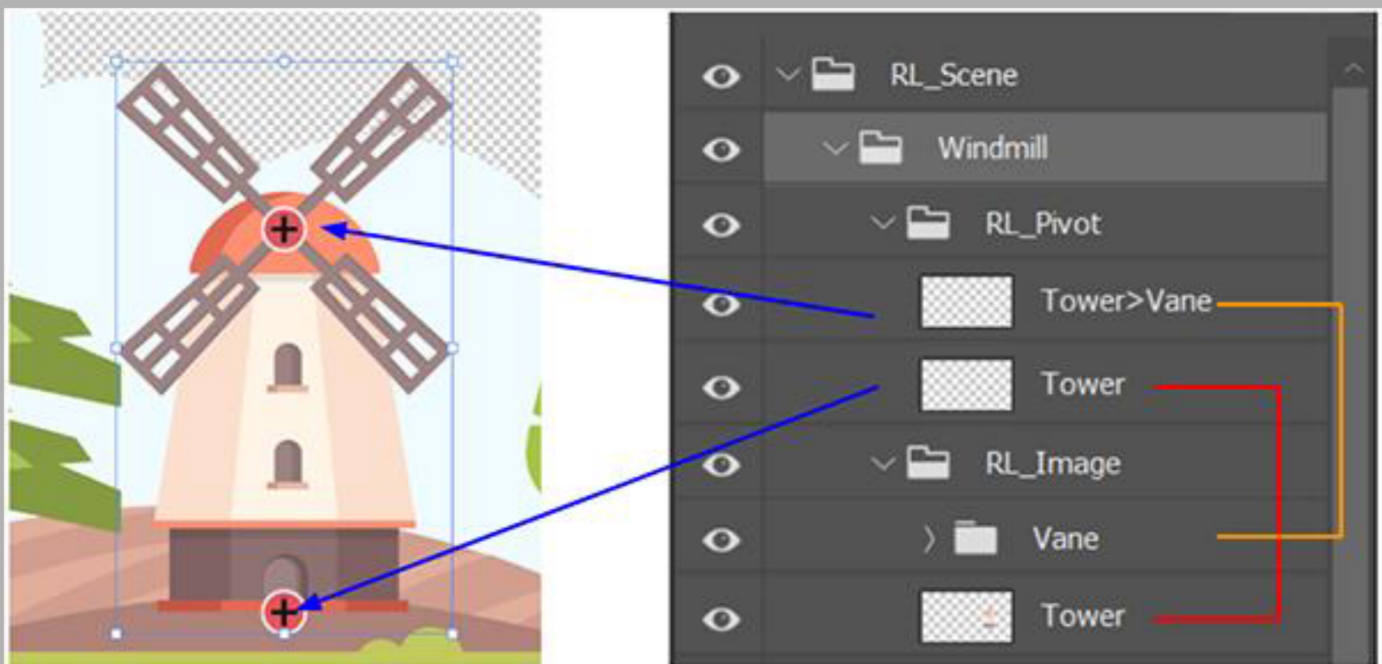 RL_Scene
Windmill
RL_Pivot
Tower>Vane
Tower
RL_Image
Vane
Tower